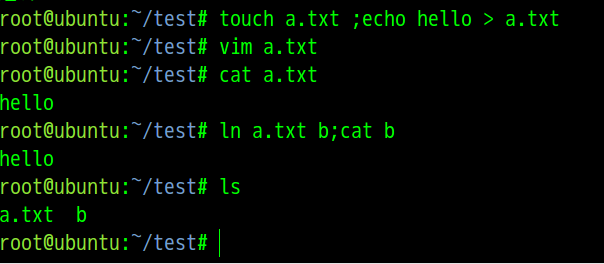 root@ubuntu:~/test# touch a.txt ;echo hello > a.txt
root@ubuntu:~/test# vim a.txt
root@ubuntu:~/test# cat a.txt
hello
root@ubuntu:~/test# ln a.txt b;cat b
hello
root@ubuntu:~/test# ls
a.txt  b
root@ubuntu:~/test#